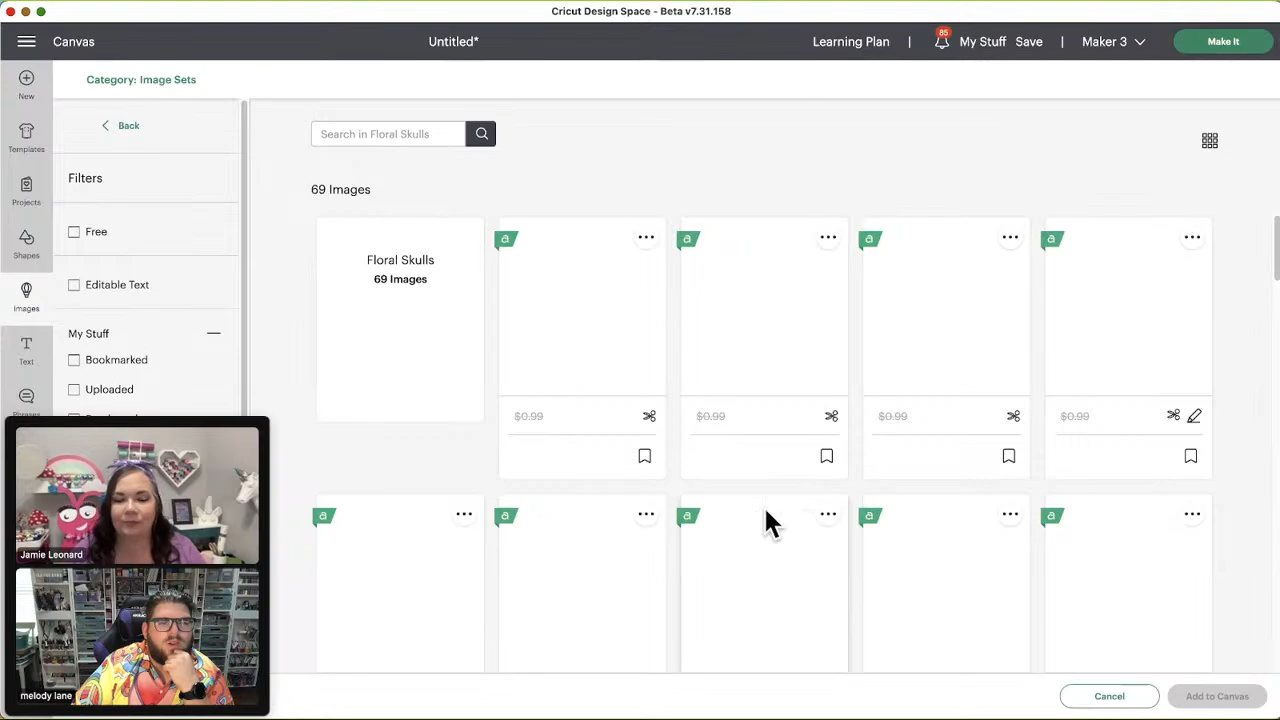 Cricut Design Space - Beta v7.31.158
Canvas
Untitled*
Learning Plan | 85 My Stuff Save | Maker 3 Make It
New
Templates
Projects
Shapes
Images
Text
Category: Image Sets
Back
Filters
Free
Editable Text
My Stuff
Bookmarked
Uploaded
Search in Floral Skulls
69 Images
Floral Skulls
69 Images
a a a a
$0.99 $0.99 $0.99 $0.99
a a a a a
Jamie Leonard
melody lane
Cancel Add to Canvas